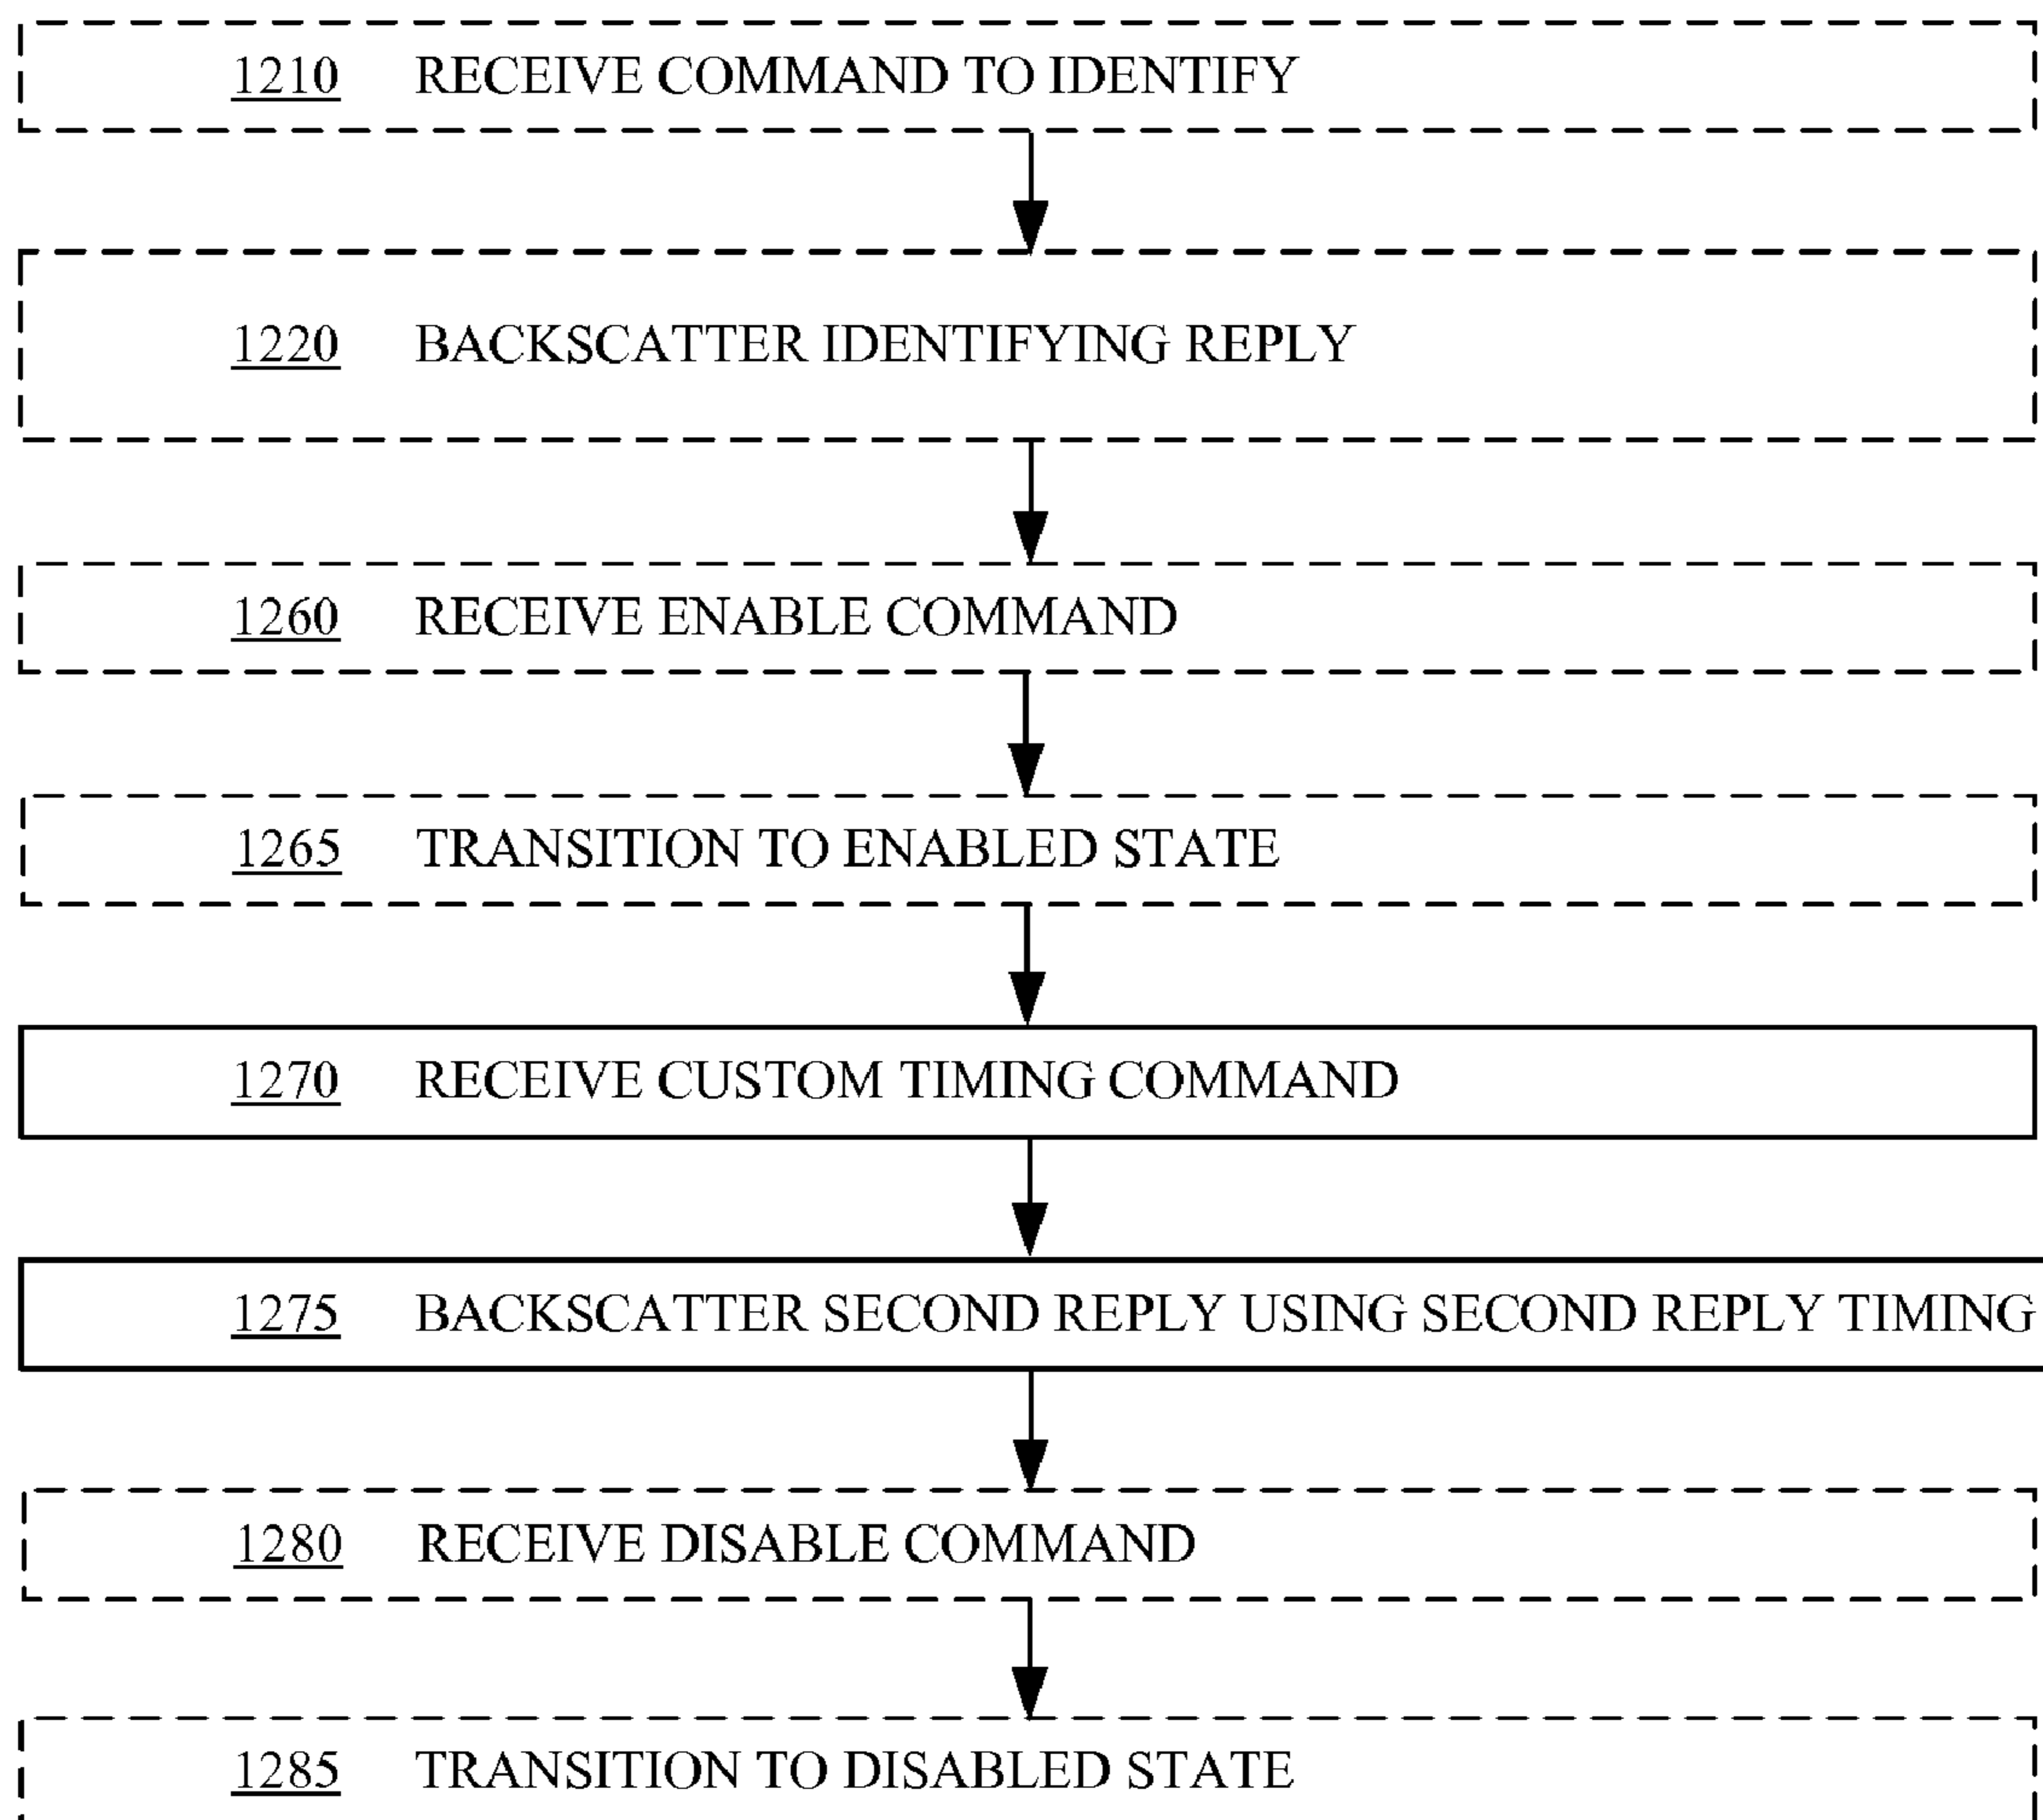 1210 RECEIVE COMMAND TO IDENTIFY
1220 BACKSCATTER IDENTIFYING REPLY
1260 RECEIVE ENABLE COMMAND
1265 TRANSITION TO ENABLED STATE
1270 RECEIVE CUSTOM TIMING COMMAND
1275 BACKSCATTER SECOND REPLY USING SECOND REPLY TIMING
1280 RECEIVE DISABLE COMMAND
1285 TRANSITION TO DISABLED STATE